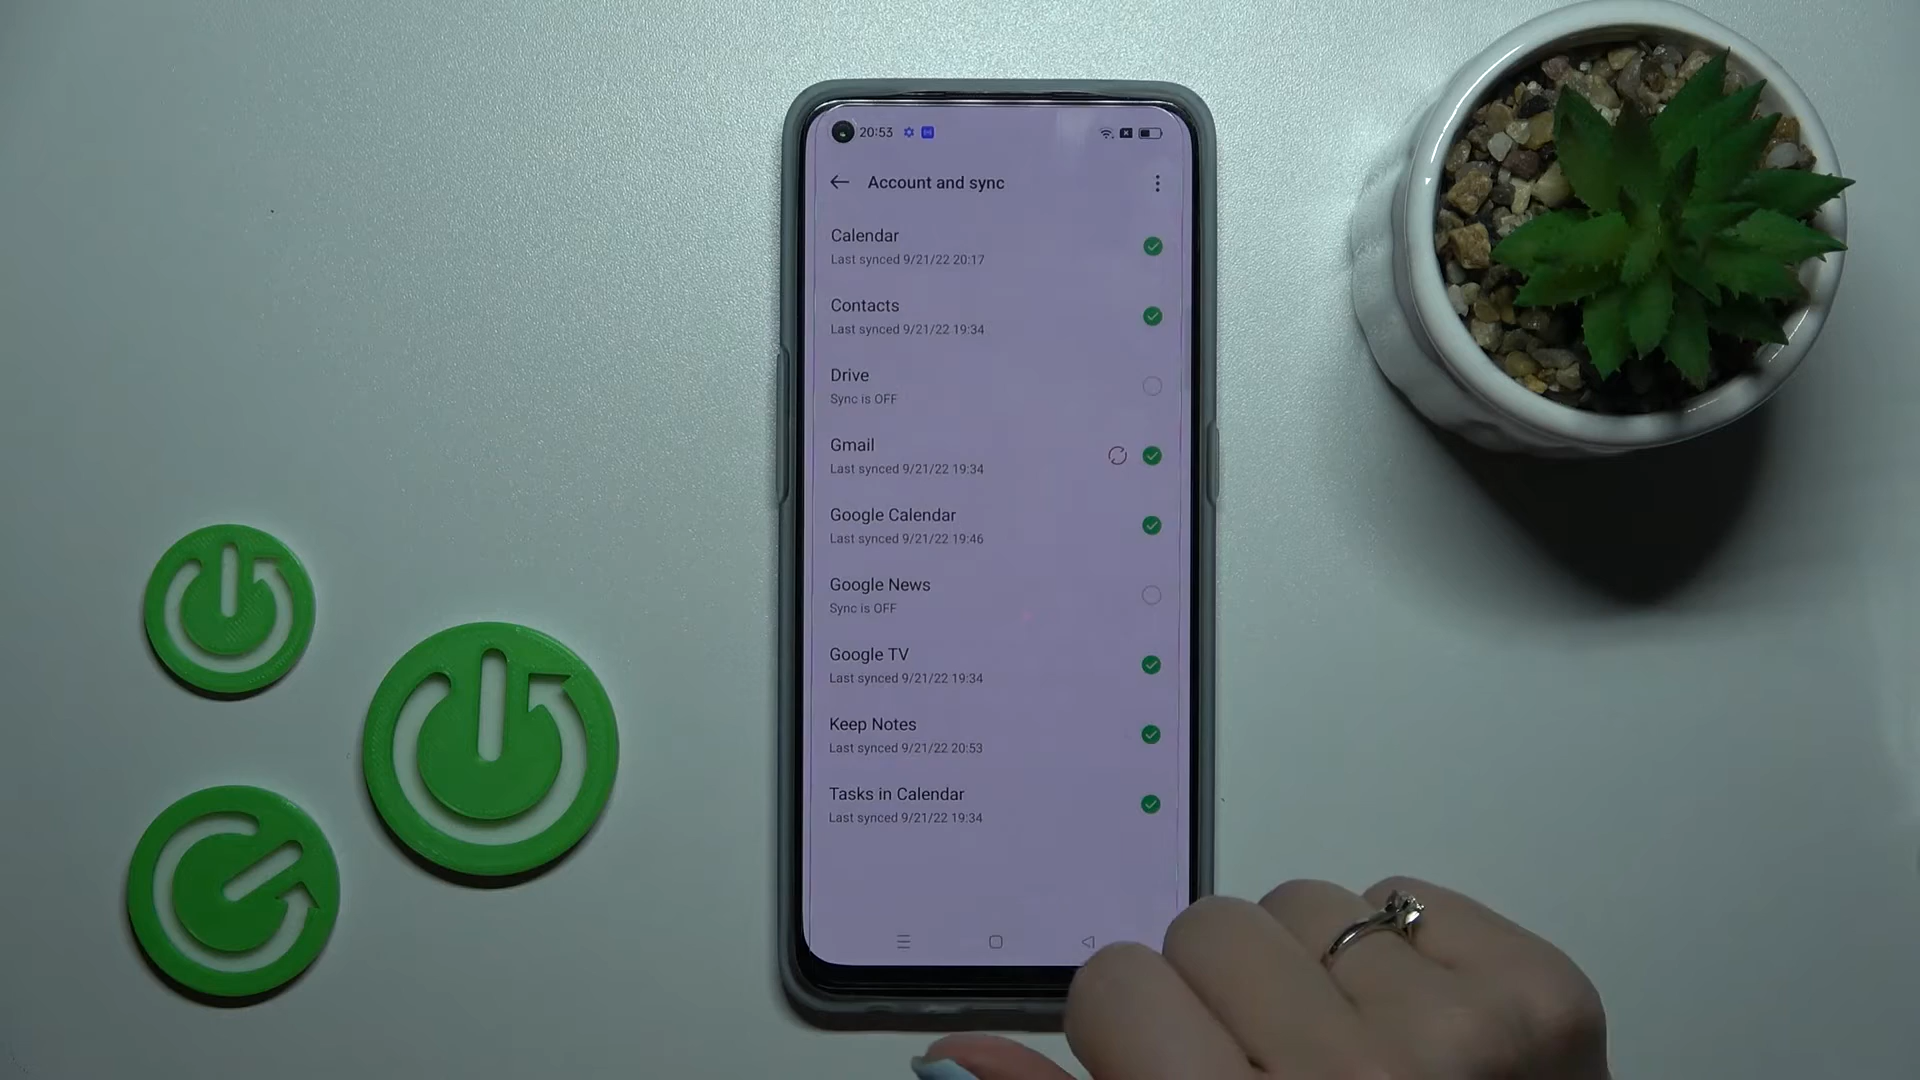 20:53
Account and sync
Calendar
Last synced 9/21/22 20:17
Contacts
Last synced 9/21/22 19:34
Drive
Sync is OFF
Gmail
Last synced 9/21/22 19:34
Google Calendar
Last synced 9/21/22 19:46
Google News
Sync is OFF
Google TV
Last synced 9/21/22 19:34
Keep Notes
Last synced 9/21/22 20:53
Tasks in Calendar
Last synced 9/21/22 19:34